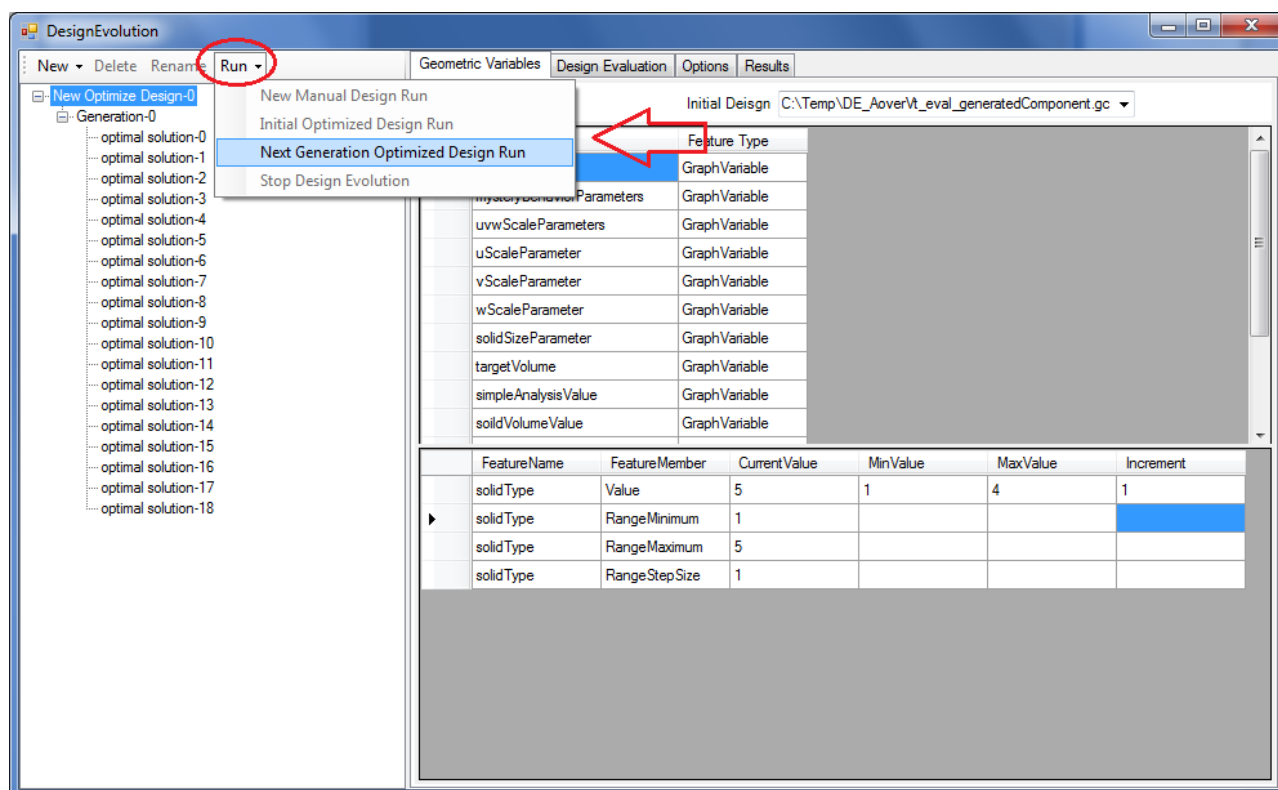 DesignEvolution
New Delete Rename Run
Geometric Variables Design Evaluation Options Results
New Optimize Design-0
Generation-0
optimal solution-0
optimal solution-1
optimal solution-2
optimal solution-3
optimal solution-4
optimal solution-5
optimal solution-6
optimal solution-7
optimal solution-8
optimal solution-9
optimal solution-10
optimal solution-11
optimal solution-12
optimal solution-13
optimal solution-14
optimal solution-15
optimal solution-16
optimal solution-17
optimal solution-18
New Manual Design Run
Initial Optimized Design Run
Next Generation Optimized Design Run
Stop Design Evolution
Initial Deisgn C:\Temp\DE_AoverVt_eval_generatedComponent.gc
Feature Type
GraphVariable
mysteryBehaviorParameters GraphVariable
uvwScaleParameters GraphVariable
uScaleParameter GraphVariable
vScaleParameter GraphVariable
wScaleParameter GraphVariable
solidSizeParameter GraphVariable
targetVolume GraphVariable
simpleAnalysisValue GraphVariable
soildVolumeValue GraphVariable
FeatureName FeatureMember CurrentValue MinValue MaxValue Increment
solidType Value 5 1 4 1
solidType RangeMinimum 1
solidType RangeMaximum 5
solidType RangeStepSize 1